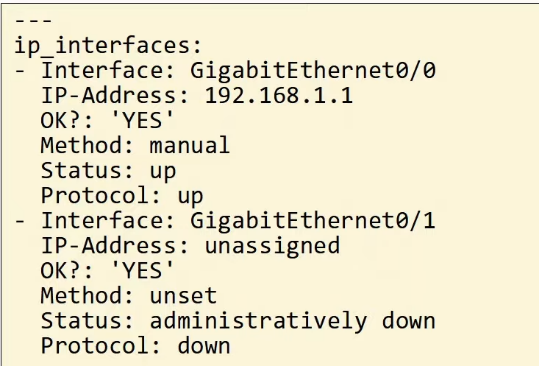 ---
ip_interfaces:
- Interface: GigabitEthernet0/0
  IP-Address: 192.168.1.1
  OK?: 'YES'
  Method: manual
  Status: up
  Protocol: up
- Interface: GigabitEthernet0/1
  IP-Address: unassigned
  OK?: 'YES'
  Method: unset
  Status: administratively down
  Protocol: down